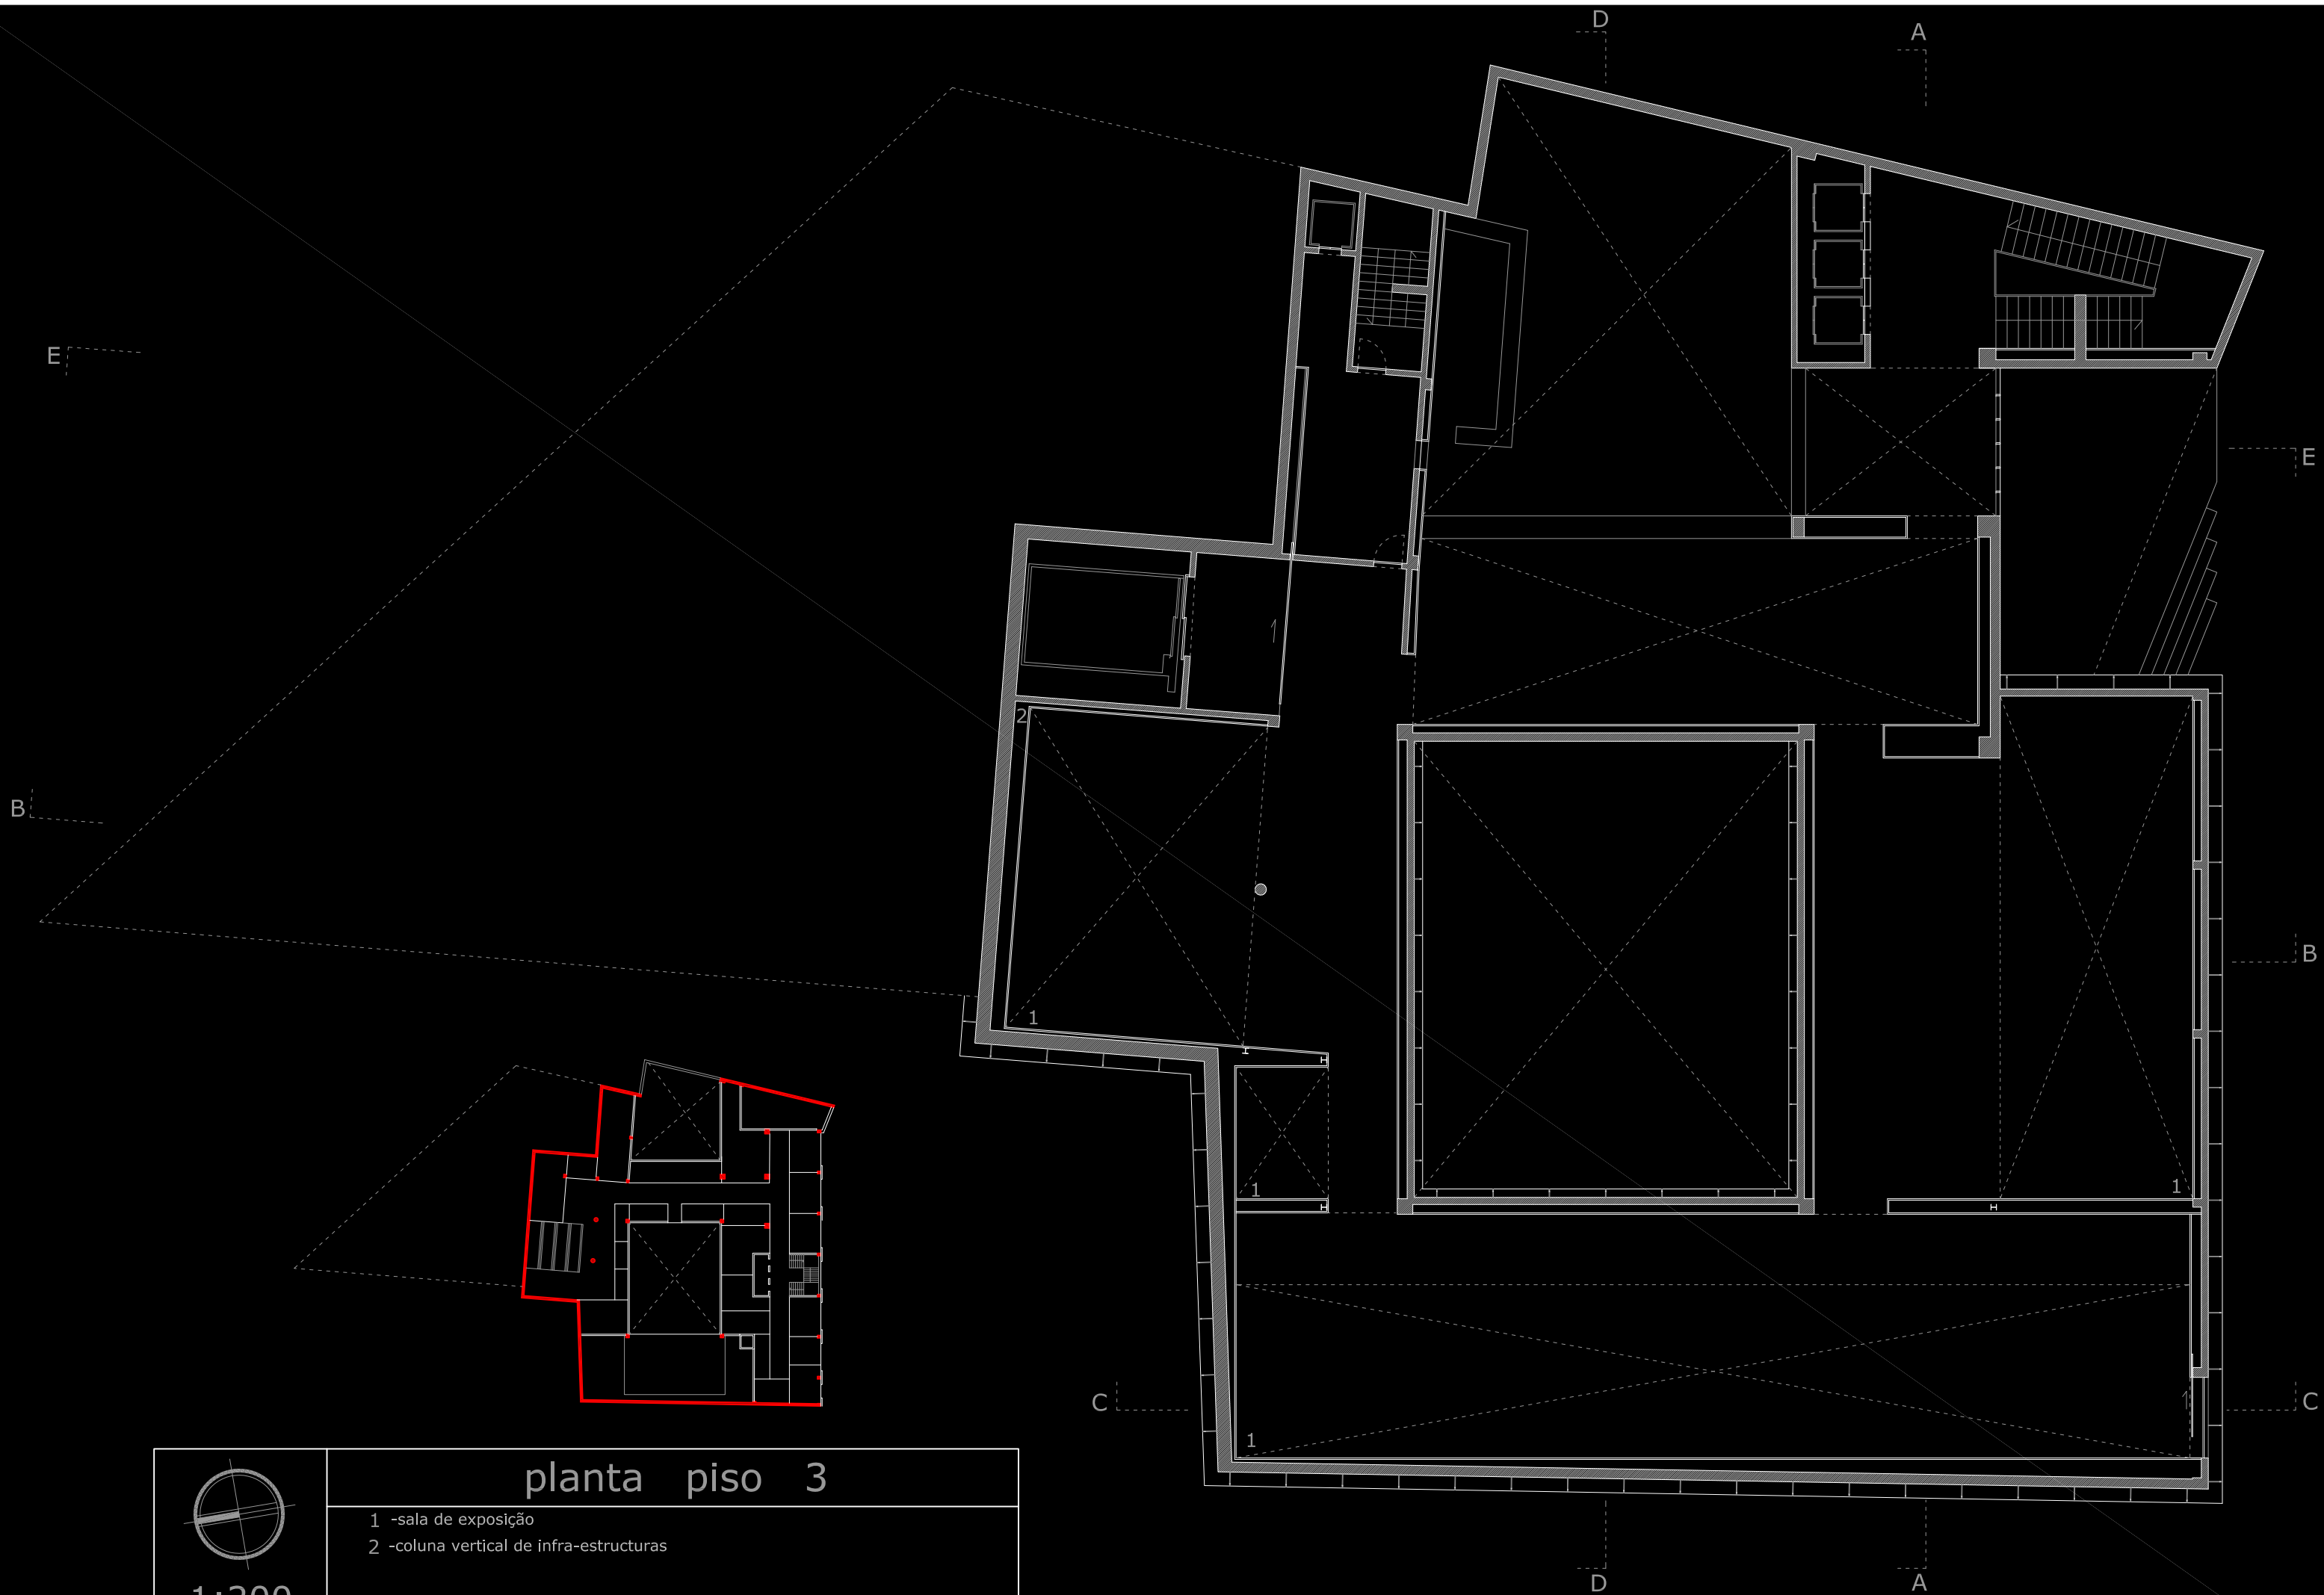 D
A
E
E
2
B
B
1
1
1
C
C
1
planta piso 3
1 -sala de exposição
2 -coluna vertical de infra-estructuras
1:200
D
A